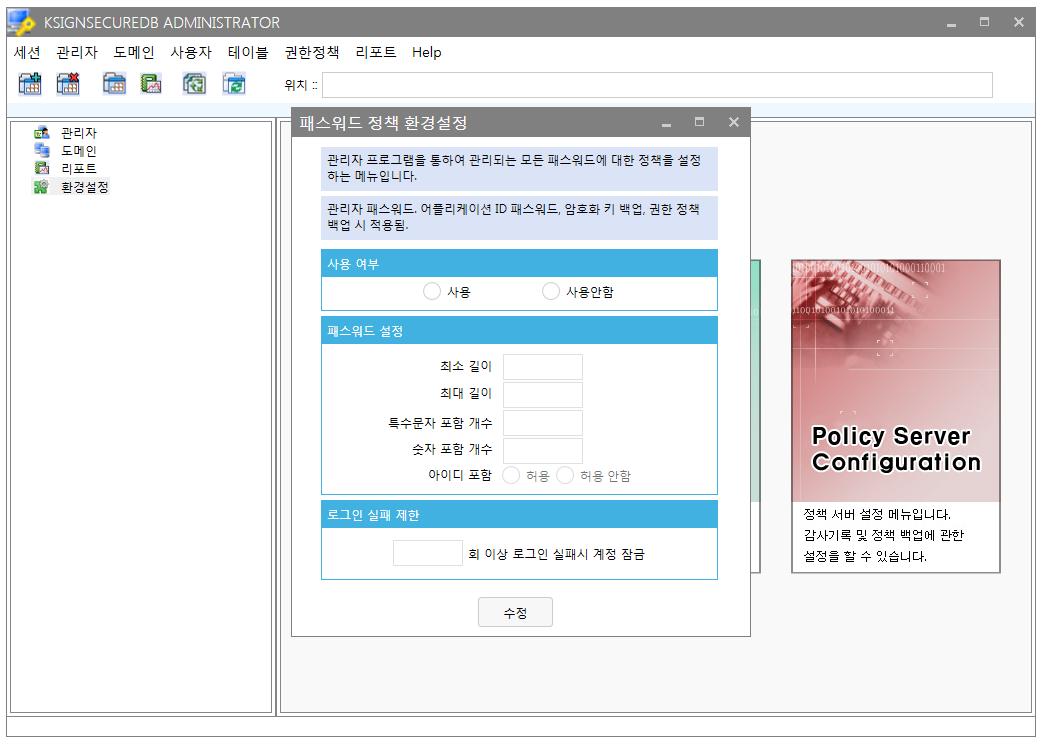 KSIGNSECUREDB ADMINISTRATOR
세션 관리자 도메인 사용자 테이블 권한정책 리포트 Help
위치 ::
관리자
도메인
리포트
환경설정
패스워드 정책 환경설정
관리자 프로그램을 통하여 관리되는 모든 패스워드에 대한 정책을 설정
하는 메뉴입니다.
관리자 패스워드. 어플리케이션 ID 패스워드, 암호화 키 백업, 권한 정책
백업 시 적용됨.
사용 여부
사용 사용안함
패스워드 설정
최소 길이
최대 길이
특수문자 포함 개수
숫자 포함 개수
아이디 포함 허용 허용 안함
로그인 실패 제한
회 이상 로그인 실패시 계정 잠금
수정
Policy Server
Configuration
정책 서버 설정 메뉴입니다.
감사기록 및 정책 백업에 관한
설정을 할 수 있습니다.